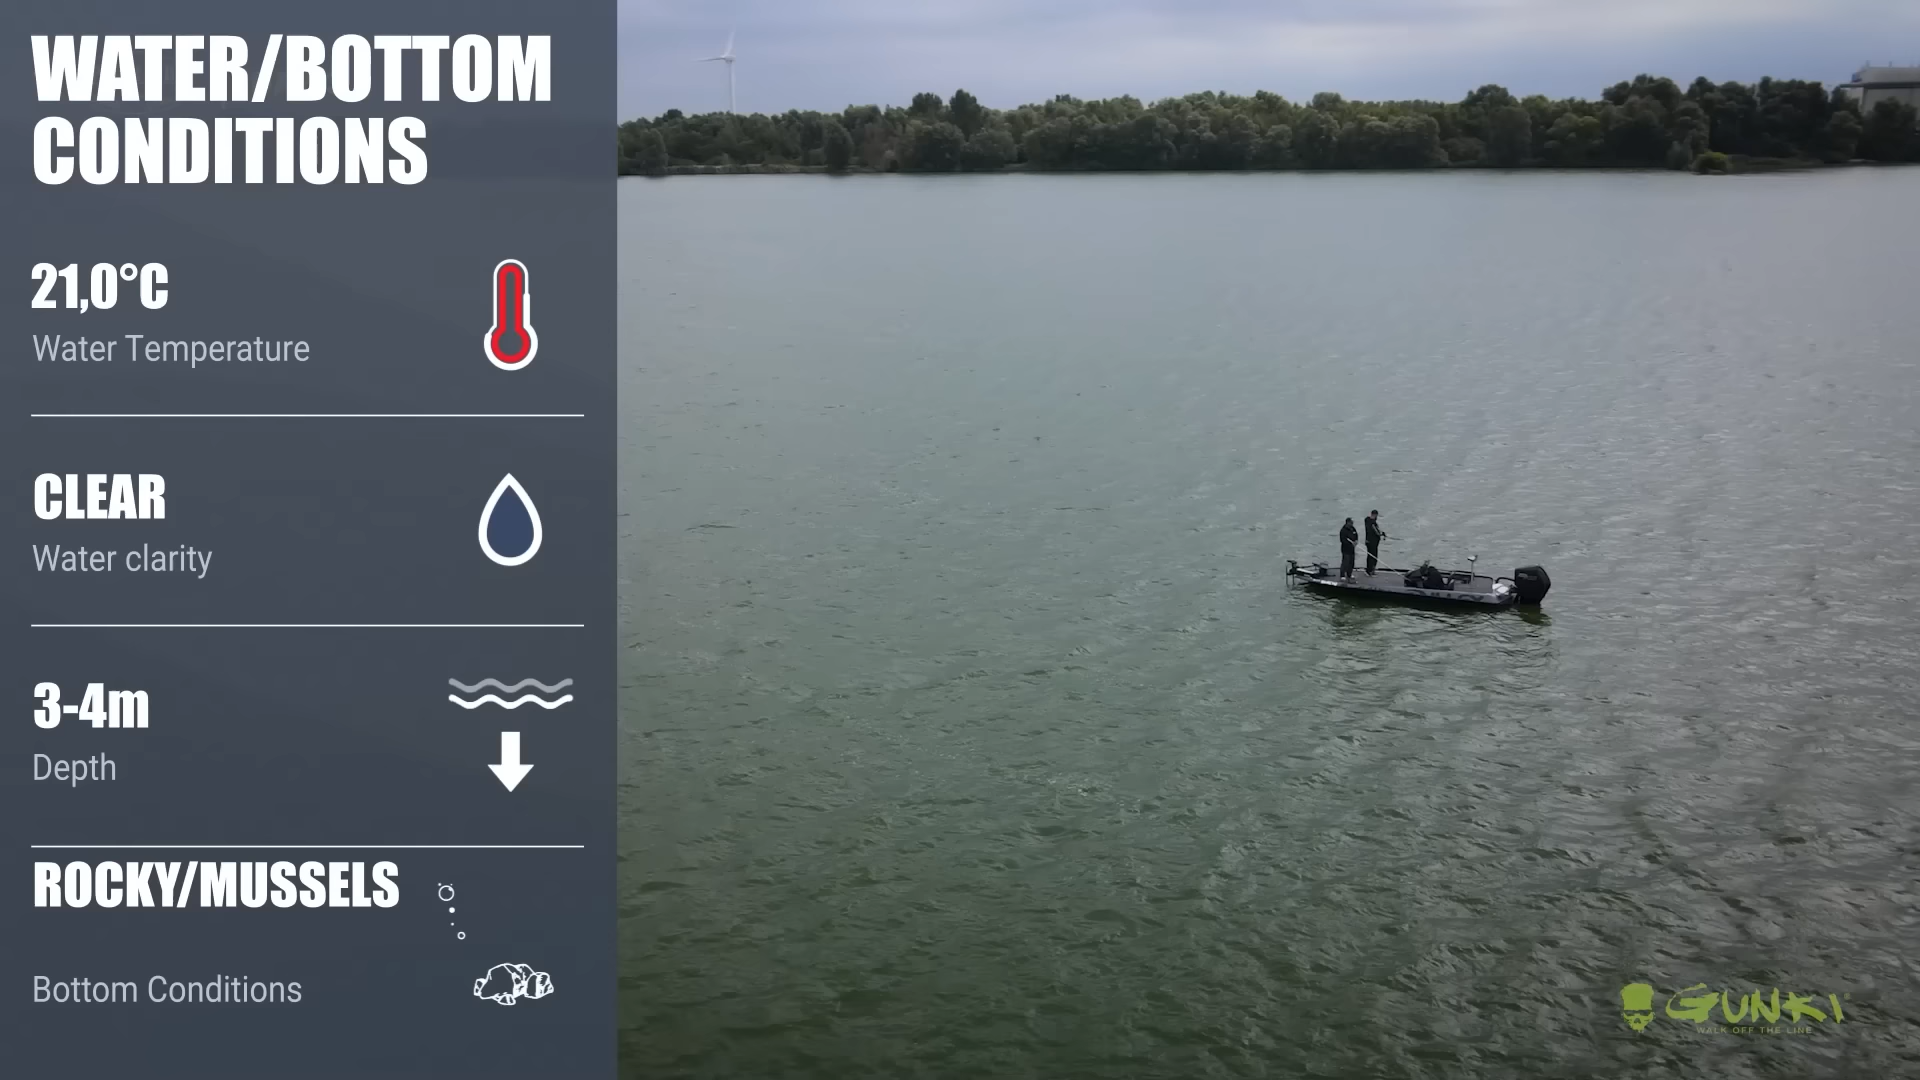 WATER/BOTTOM
CONDITIONS
21,0°C
Water Temperature
CLEAR
Water clarity
3-4m
Depth
ROCKY/MUSSELS
Bottom Conditions
GUNKI
WALK OFF THE LINE